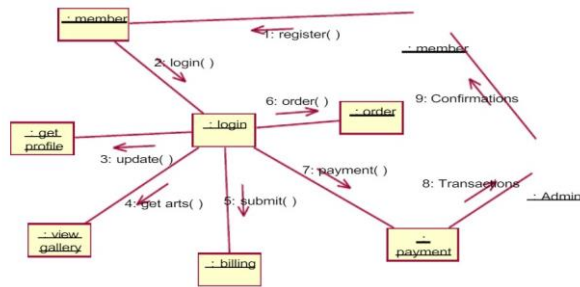 : member
1: register( )
: member
2: login( )
9: Confirmations
6: order( )
: order
: login
: get
profile
3: update( )
7: payment( )
8: Transactions
4: get arts( )
5: submit( )
: Admin
: view
gallery
: billing
:
payment